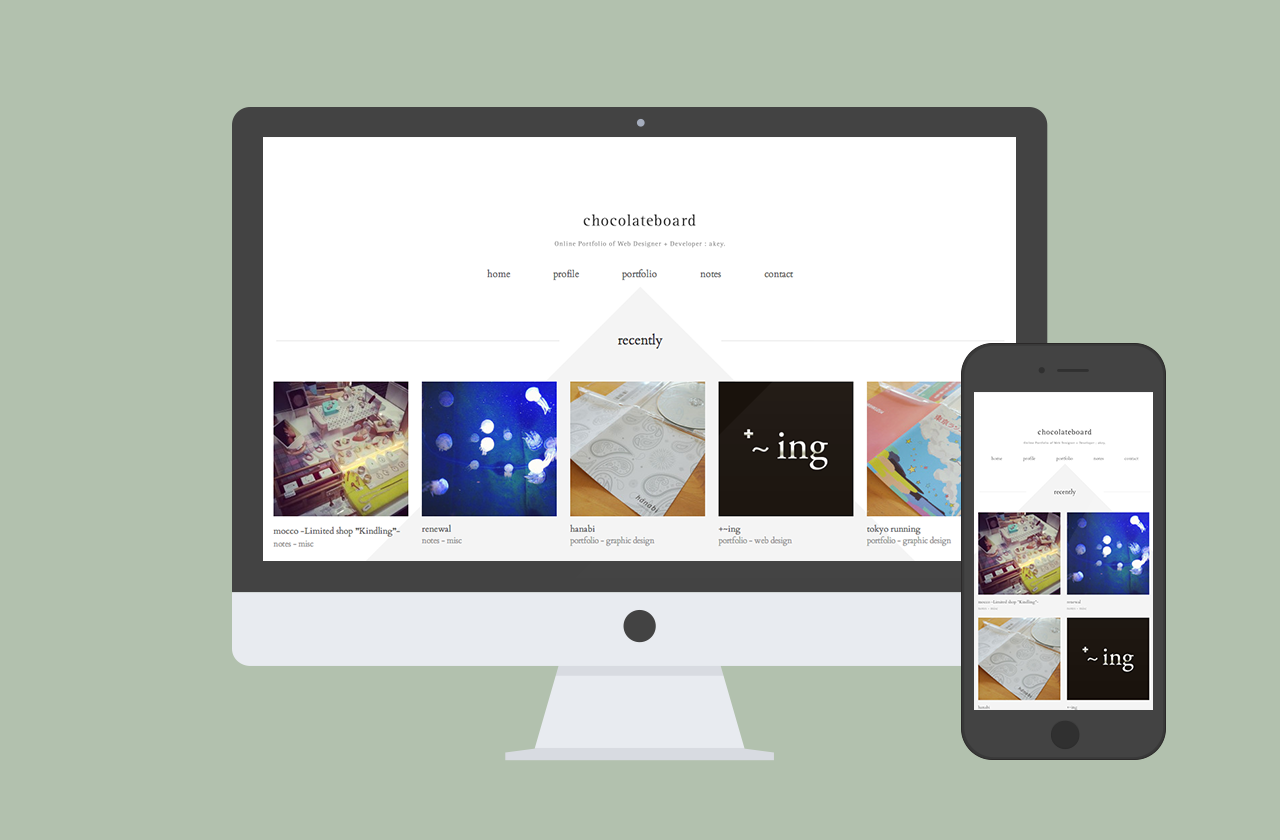 chocolateboard
Online Portfolio of Web Designer + Developer : akey.
home profile portfolio notes contact
recently
mocco ~Limited shop "Kindling"~
notes - misc
renewal
notes - misc
hanabi
hanabi
portfolio - graphic design
+~ ing
+~ing
portfolio - web design
tokyo running
portfolio - graphic design
chocolateboard
Online Portfolio of Web Designer + Developer : akey.
home profile portfolio notes contact
recently
mocco ~Limited shop "Kindling"~
notes - misc
renewal
notes - misc
hanabi
hanabi
+~ ing
+~ing